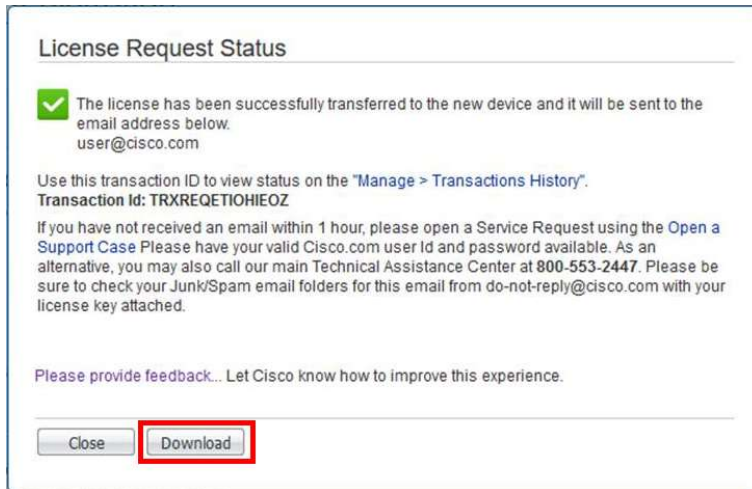 License Request Status
The license has been successfully transferred to the new device and it will be sent to the
email address below.
user@cisco.com
Use this transaction ID to view status on the "Manage > Transactions History".
Transaction Id: TRXREQETIOHIEOZ
If you have not received an email within 1 hour, please open a Service Request using the Open a
Support Case Please have your valid Cisco.com user Id and password available. As an
alternative, you may also call our main Technical Assistance Center at 800-553-2447. Please be
sure to check your Junk/Spam email folders for this email from do-not-reply@cisco.com with your
license key attached.
Please provide feedback... Let Cisco know how to improve this experience.
Close Download